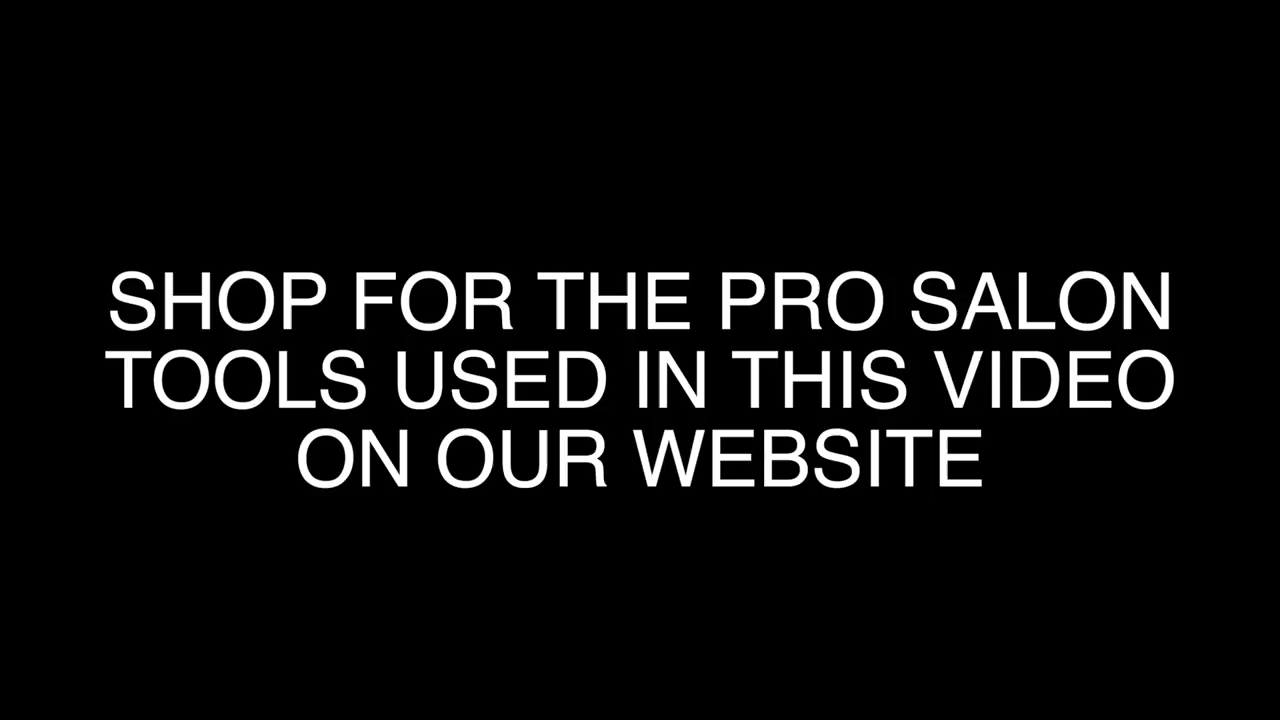 SHOP FOR THE PRO SALON
TOOLS USED IN THIS VIDEO
ON OUR WEBSITE